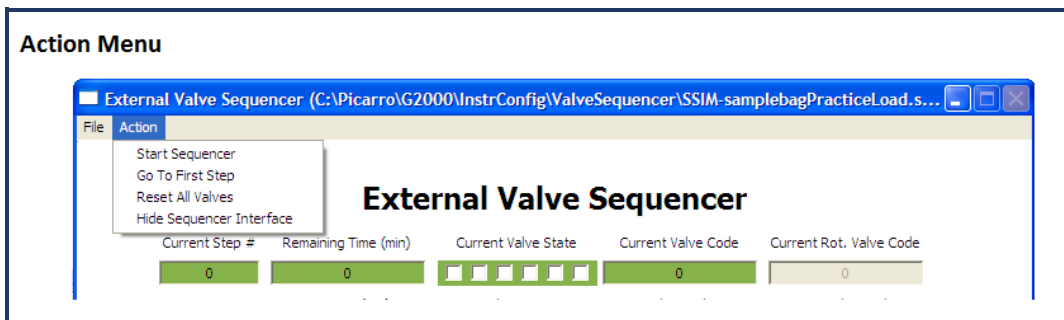 Action Menu
External Valve Sequencer (C:\Picarro\G2000\InstrConfig\ValveSequencer\SSIM-samplebagPracticeLoad.s...
File Action
Start Sequencer
Go To First Step
Reset All Valves
Hide Sequencer Interface
External Valve Sequencer
Current Step # Remaining Time (min) Current Valve State Current Valve Code Current Rot. Valve Code
0 0 0 0